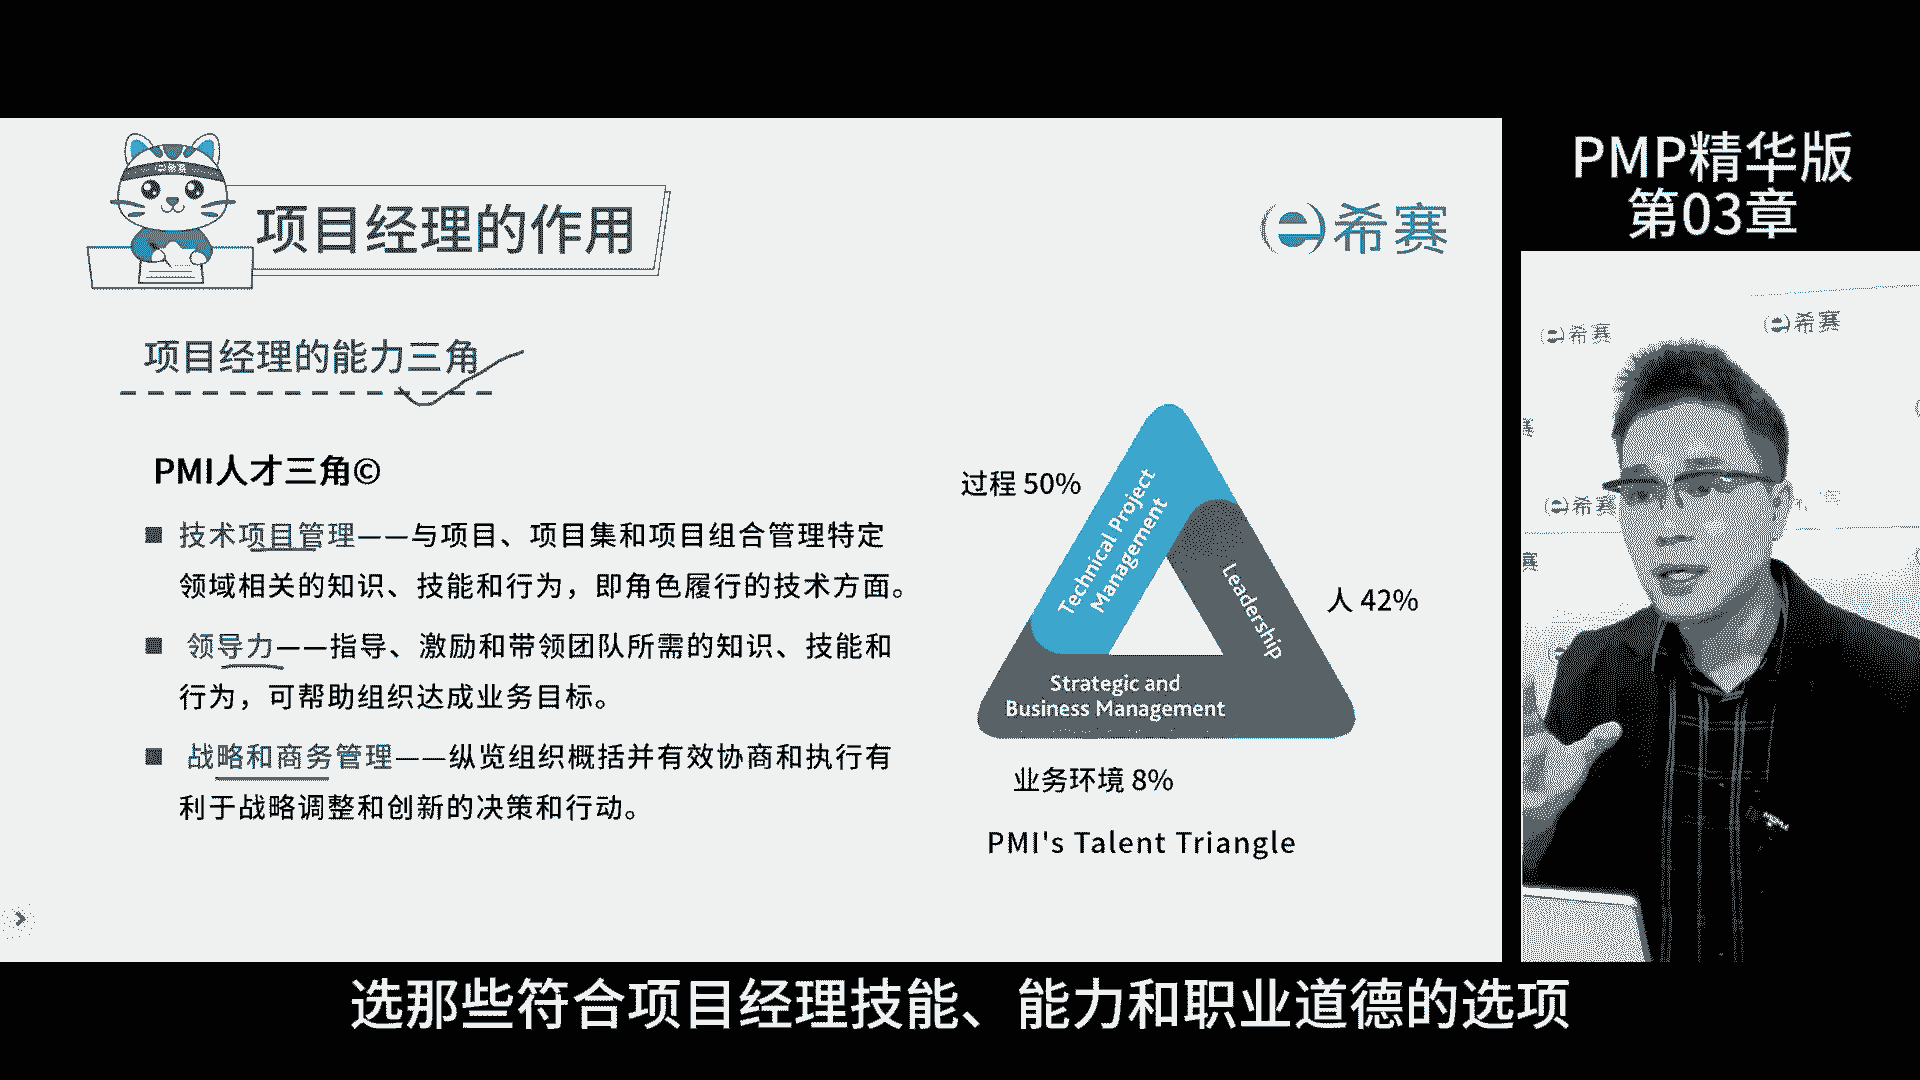 PMP精华版
第03章
e希赛
项目经理的作用
e希赛
项目经理的能力三角
PMI人才三角©
技术项目管理——与项目、项目集和项目组合管理特定
领域相关的知识、技能和行为，即角色履行的技术方面。
领导力——指导、激励和带领团队所需的知识、技能和
行为，可帮助组织达成业务目标。
战略和商务管理——纵览组织概括并有效协商和执行有
利于战略调整和创新的决策和行动。
过程 50%
Technical Project
Management
Leadership
人 42%
Strategic and
Business Management
业务环境 8%
PMI's Talent Triangle
e希赛
e希赛
赛
e希赛
赛
选那些符合项目经理技能、能力和职业道德的选项